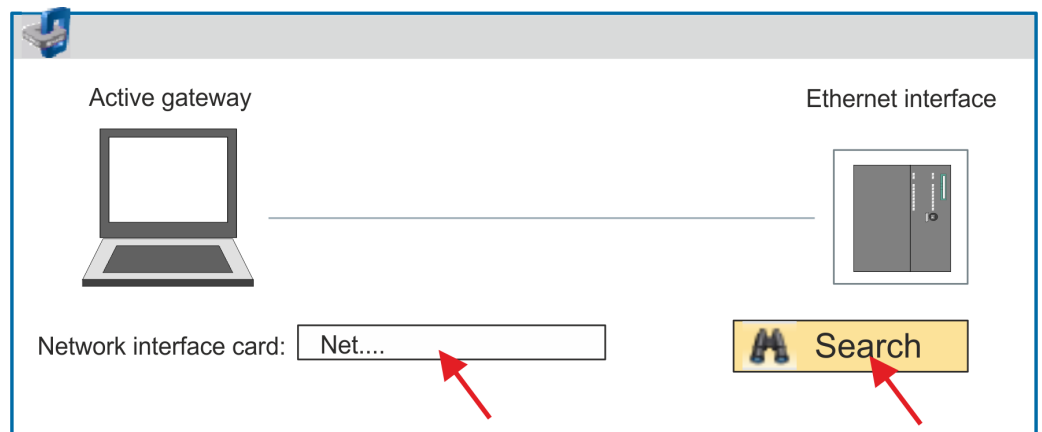 Active gateway
Ethernet interface
Network interface card:
Net....
Search